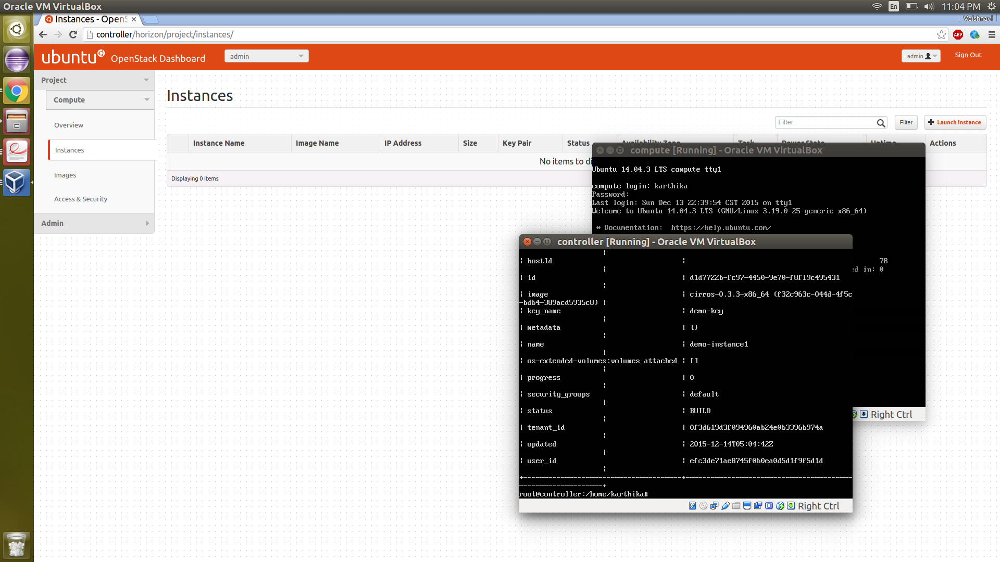 Oracle VM VirtualBox
En
11:04 PM
Instances - OpenS
Vaishnavi
controller/horizon/project/instances/
ABP
ubuntu OpenStack Dashboard
admin
admin
Sign Out
Project
Compute
Overview
Instances
Images
Access & Security
Admin
Instances
Filter
Filter
Launch Instance
Instance Name
Image Name
IP Address
Size
Key Pair
Status
Availability Zone
Task
Power State
Uptime
Actions
No items to di
Displaying 0 items
compute [Running] - Oracle VM VirtualBox
Ubuntu 14.04.3 LTS compute tty1
compute login: karthika
Password:
Last login: Sun Dec 13 22:39:54 CST 2015 on tty1
Welcome to Ubuntu 14.04.3 LTS (GNU/Linux 3.19.0-25-generic x86_64)
* Documentation:  https://help.ubuntu.com/
78
ed in: 0
Right Ctrl
controller [Running] - Oracle VM VirtualBox
|
| hostId |
|
| id | d1d7722b-fc97-4450-9e70-f8f19c495431
|
| image | cirros-0.3.3-x86_64 (f32c963c-044d-4f5c
-bdb4-389acd5935c8) |
| key_name | demo-key
|
| metadata | {}
|
| name | demo-instance1
|
| os-extended-volumes:volumes_attached | []
|
| progress | 0
|
| security_groups | default
|
| status | BUILD
|
| tenant_id | 0f3d619d3f094960ab24e0b3396b974a
|
| updated | 2015-12-14T05:04:42Z
|
| user_id | efc3de71ae8745f0b0ea0d5d1f9f5d1d
|
+--------------------------------------+----------------------------------------
--------------------+
root@controller:/home/karthika#
Right Ctrl